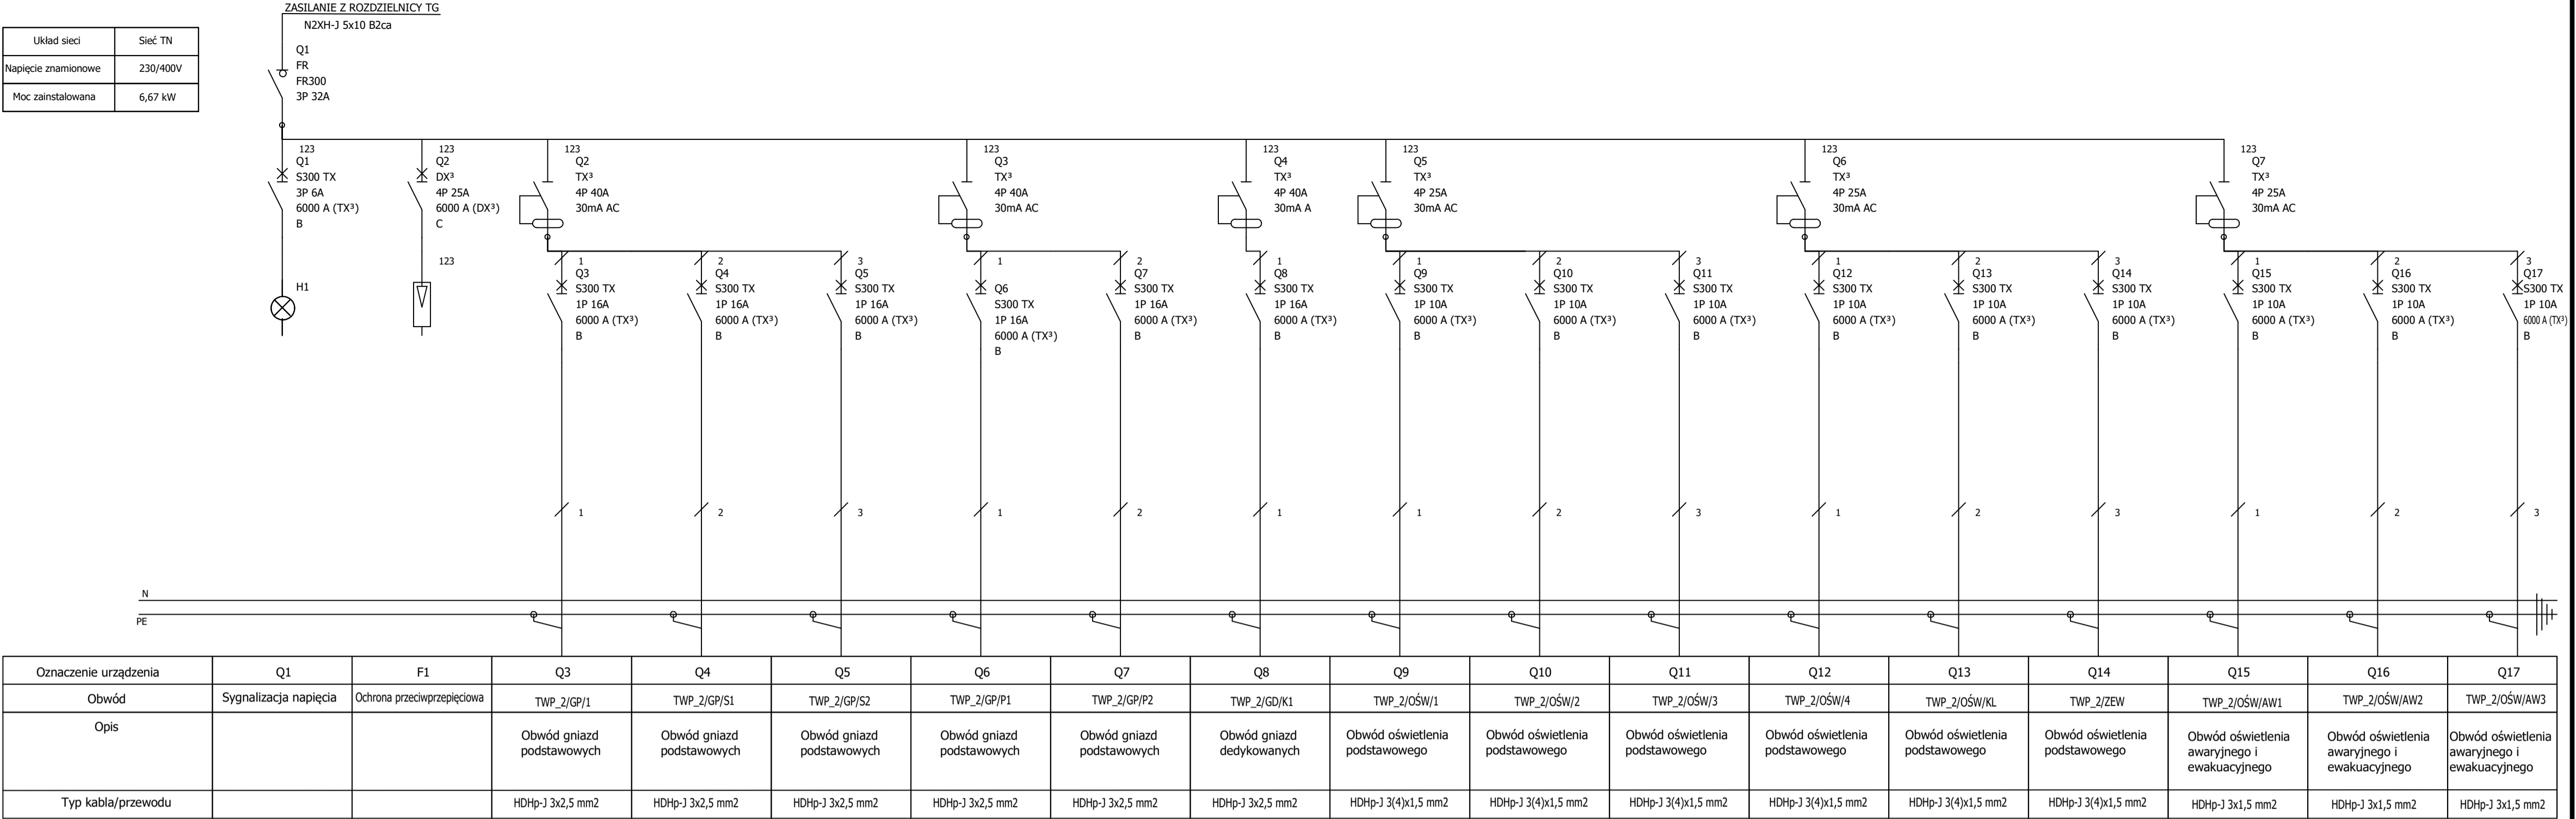 ZASILANIE Z ROZDZIELNICY TG
N2XH-J 5x10 B2ca
Układ sieci Sieć TN
Napięcie znamionowe 230/400V
Moc zainstalowana 6,67 kW
Q1
FR
FR300
3P 32A
123
Q1
S300 TX
3P 6A
6000 A (TX³)
B
H1
123
Q2
DX³
4P 25A
6000 A (DX³)
C
123
123
Q2
TX³
4P 40A
30mA AC
123
Q3
TX³
4P 40A
30mA AC
123
Q4
TX³
4P 40A
30mA A
123
Q5
TX³
4P 25A
30mA AC
123
Q6
TX³
4P 25A
30mA AC
123
Q7
TX³
4P 25A
30mA AC
1
Q3
S300 TX
1P 16A
6000 A (TX³)
B
2
Q4
S300 TX
1P 16A
6000 A (TX³)
B
3
Q5
S300 TX
1P 16A
6000 A (TX³)
B
1
Q6
S300 TX
1P 16A
6000 A (TX³)
B
2
Q7
S300 TX
1P 16A
6000 A (TX³)
B
1
Q8
S300 TX
1P 16A
6000 A (TX³)
B
1
Q9
S300 TX
1P 10A
6000 A (TX³)
B
2
Q10
S300 TX
1P 10A
6000 A (TX³)
B
3
Q11
S300 TX
1P 10A
6000 A (TX³)
B
1
Q12
S300 TX
1P 10A
6000 A (TX³)
B
2
Q13
S300 TX
1P 10A
6000 A (TX³)
B
3
Q14
S300 TX
1P 10A
6000 A (TX³)
B
1
Q15
S300 TX
1P 10A
6000 A (TX³)
B
2
Q16
S300 TX
1P 10A
6000 A (TX³)
B
3
Q17
S300 TX
1P 10A
6000 A (TX³)
B
1 2 3 1 2 1 1 2 3 1 2 3 1 2 3
N
PE
Oznaczenie urządzenia Q1 F1 Q3 Q4 Q5 Q6 Q7 Q8 Q9 Q10 Q11 Q12 Q13 Q14 Q15 Q16 Q17
Obwód Sygnalizacja napięcia Ochrona przeciwprzepięciowa TWP_2/GP/1 TWP_2/GP/S1 TWP_2/GP/S2 TWP_2/GP/P1 TWP_2/GP/P2 TWP_2/GD/K1 TWP_2/OŚW/1 TWP_2/OŚW/2 TWP_2/OŚW/3 TWP_2/OŚW/4 TWP_2/OŚW/KL TWP_2/ZEW TWP_2/OŚW/AW1 TWP_2/OŚW/AW2 TWP_2/OŚW/AW3
Opis
Obwód gniazd
podstawowych
Obwód gniazd
podstawowych
Obwód gniazd
podstawowych
Obwód gniazd
podstawowych
Obwód gniazd
podstawowych
Obwód gniazd
dedykowanych
Obwód oświetlenia
podstawowego
Obwód oświetlenia
podstawowego
Obwód oświetlenia
podstawowego
Obwód oświetlenia
podstawowego
Obwód oświetlenia
podstawowego
Obwód oświetlenia
podstawowego
Obwód oświetlenia
awaryjnego i
ewakuacyjnego
Obwód oświetlenia
awaryjnego i
ewakuacyjnego
Obwód oświetlenia
awaryjnego i
ewakuacyjnego
Typ kabla/przewodu HDHp-J 3x2,5 mm2 HDHp-J 3x2,5 mm2 HDHp-J 3x2,5 mm2 HDHp-J 3x2,5 mm2 HDHp-J 3x2,5 mm2 HDHp-J 3x2,5 mm2 HDHp-J 3(4)x1,5 mm2 HDHp-J 3(4)x1,5 mm2 HDHp-J 3(4)x1,5 mm2 HDHp-J 3(4)x1,5 mm2 HDHp-J 3(4)x1,5 mm2 HDHp-J 3(4)x1,5 mm2 HDHp-J 3x1,5 mm2 HDHp-J 3x1,5 mm2 HDHp-J 3x1,5 mm2